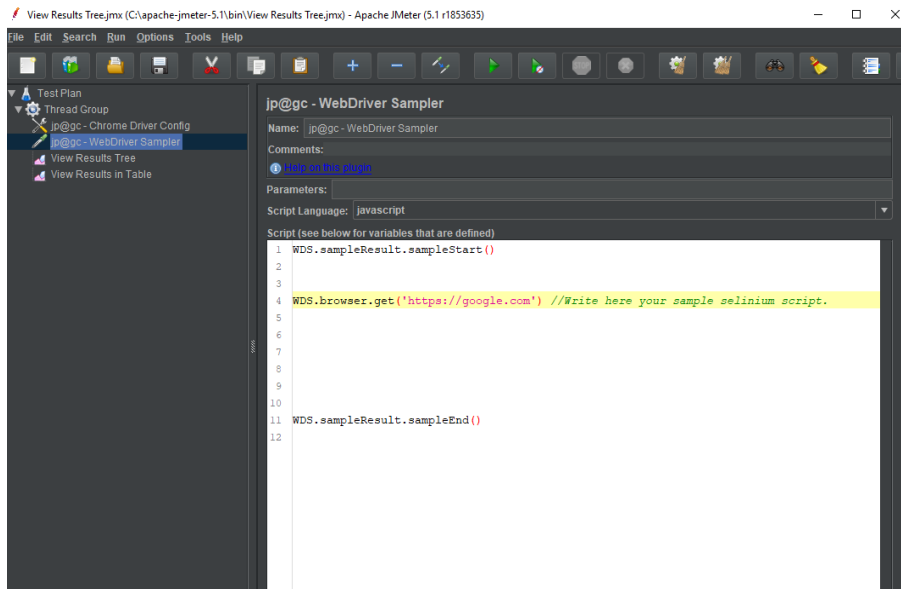 View Results Tree.jmx (C:\apache-jmeter-5.1\bin\View Results Tree.jmx) - Apache JMeter (5.1 r1853635)
File Edit Search Run Options Tools Help
Test Plan
Thread Group
jp@gc - Chrome Driver Config
jp@gc - WebDriver Sampler
View Results Tree
View Results in Table
jp@gc - WebDriver Sampler
Name: jp@gc - WebDriver Sampler
Comments:
Help on this plugin
Parameters:
Script Language: javascript
Script (see below for variables that are defined)
1 WDS.sampleResult.sampleStart()
2
3
4 WDS.browser.get('https://google.com') //Write here your sample selinium script.
5
6
7
8
9
10
11 WDS.sampleResult.sampleEnd()
12